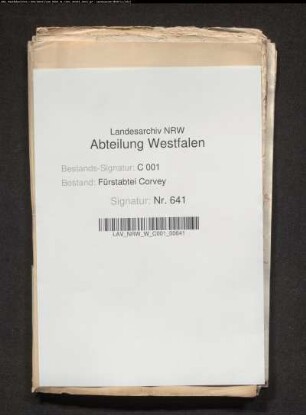 Landesarchiv NRW
Abteilung Westfalen
Bestands-Signatur: C 001
Bestand: Fürstabtei Corvey
Signatur: Nr. 641
LAV_NRW_W_C001_00641